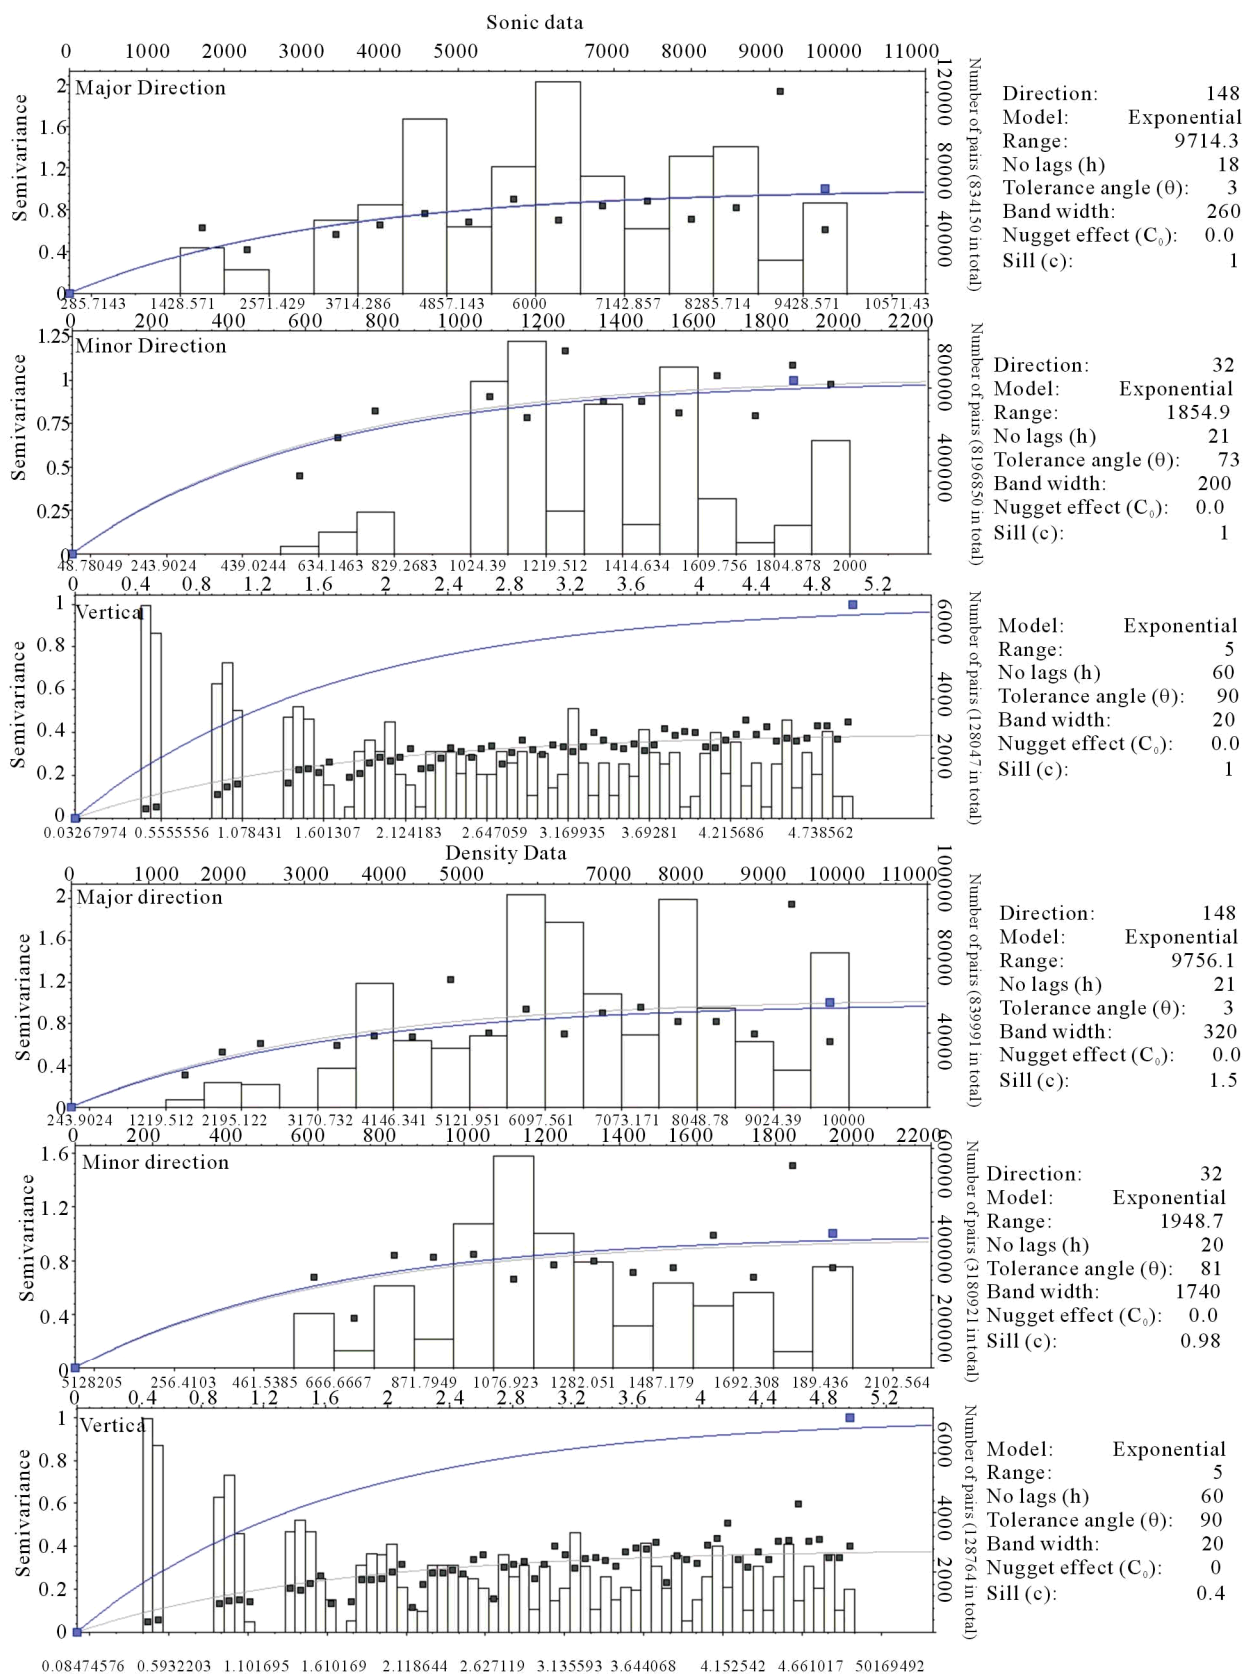 Sonic data
0 1000 2000 3000 4000 5000 7000 8000 9000 10000 11000
Major Direction
Semivariance
2
1.6
1.2
0.8
0.4
0
120000
80000
40000
Number of pairs (834150 in total)
285.7143 1428.571 2571.429 3714.286 4857.143 6000 7142.857 8285.714 9428.571 10571.43
Direction: 148
Model: Exponential
Range: 9714.3
No lags (h) 18
Tolerance angle (θ): 3
Band width: 260
Nugget effect (C₀): 0.0
Sill (c): 1
0 200 400 600 800 1000 1200 1400 1600 1800 2000 2200
Minor Direction
Semivariance
1.25
1
0.75
0.5
0.25
0
800000
400000
Number of pairs (8196850 in total)
48.78049 243.9024 439.0244 634.1463 829.2683 1024.39 1219.512 1414.634 1609.756 1804.878 2000
Direction: 32
Model: Exponential
Range: 1854.9
No lags (h) 21
Tolerance angle (θ): 73
Band width: 200
Nugget effect (C₀): 0.0
Sill (c): 1
0 0.4 0.8 1.2 1.6 2 2.4 2.8 3.2 3.6 4 4.4 4.8 5.2
Vertica
Semivariance
1
0.8
0.6
0.4
0.2
0
6000
4000
2000
Number of pairs (128047 in total)
0.03267974 0.5555556 1.078431 1.601307 2.124183 2.647059 3.169935 3.69281 4.215686 4.738562
Model: Exponential
Range: 5
No lags (h) 60
Tolerance angle (θ): 90
Band width: 20
Nugget effect (C₀): 0.0
Sill (c): 1
Density Data
0 1000 2000 3000 4000 5000 7000 8000 9000 10000 11000
Major direction
Semivariance
2
1.6
1.2
0.8
0.4
0
100000
80000
40000
Number of pairs (839991 in total)
243.9024 1219.512 2195.122 3170.732 4146.341 5121.951 6097.561 7073.171 8048.78 9024.39 10000
Direction: 148
Model: Exponential
Range: 9756.1
No lags (h) 21
Tolerance angle (θ): 3
Band width: 320
Nugget effect (C₀): 0.0
Sill (c): 1.5
0 200 400 600 800 1000 1200 1400 1600 1800 2000 2200
Minor direction
Semivariance
1.6
1.2
0.8
0.4
0
600000
400000
200000
Number of pairs (3180921 in total)
5128205 256.4103 461.5385 666.6667 871.7949 1076.923 1282.051 1487.179 1692.308 189.436 2102.564
Direction: 32
Model: Exponential
Range: 1948.7
No lags (h) 20
Tolerance angle (θ): 81
Band width: 1740
Nugget effect (C₀): 0.0
Sill (c): 0.98
0 0.4 0.8 1,2 1.6 2 2,4 2,8 3,2 3.6 4 4,4 4,8 5,2
Vertica
Semivariance
1
0.8
0.6
0.4
0.2
0
6000
4000
2000
Number of pairs (128764 in total)
0.08474576 0.5932203 1.101695 1.610169 2.118644 2.627119 3.135593 3.644068 4.152542 4.661017 50169492
Model: Exponential
Range: 5
No lags (h) 60
Tolerance angle (θ): 90
Band width: 20
Nugget effect (C₀): 0
Sill (c): 0.4